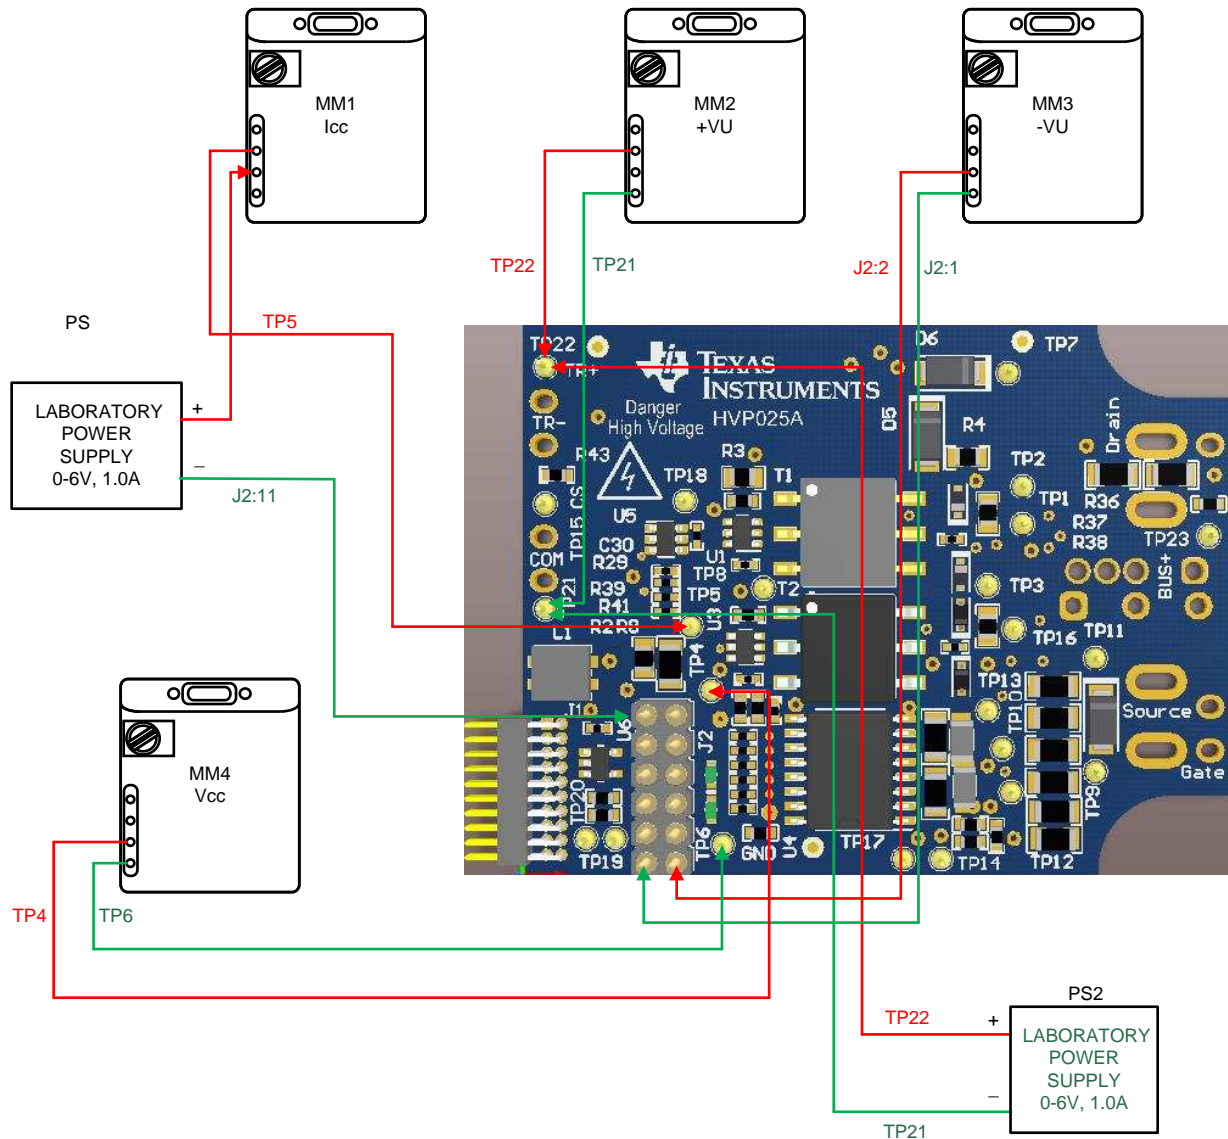 MM1
Icc
MM2
+VU
MM3
-VU
TP22
TP21
J2:2
J2:1
PS
TP5
LABORATORY
POWER
SUPPLY
0-6V, 1.0A
+
–
J2:11
TP22
TR+
TR-
R43
TP15 CS
COM
TP21
L1
TEXAS
INSTRUMENTS
Danger
High Voltage
HVP025A
D6
TP7
D5
R4
Drain
R3
TP18
T1
TP2
TP1
R36
R37
R38
TP23
BUS+
U5
C30
R29
U1
TP8
R39
R41
R2
R8
TP5
U3
T2
TP3
TP16
TP11
TP4
TP13
TP10
Source
Gate
J1
U6
J2
TP20
TP19
TP6
GND
U4
TP17
TP14
TP12
TP9
MM4
Vcc
TP4
TP6
PS2
TP22
+
LABORATORY
POWER
SUPPLY
0-6V, 1.0A
–
TP21